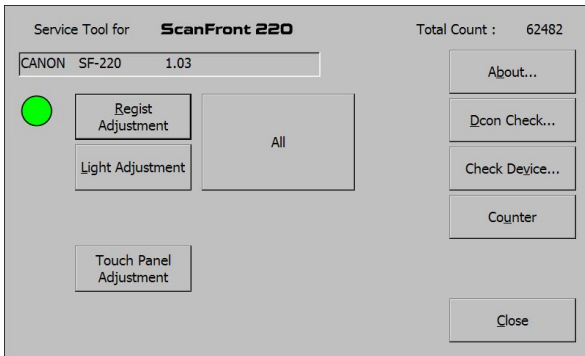 Service Tool for ScanFront 220 Total Count : 62482
CANON SF-220 1.03
About...
Regist
Adjustment
All
Dcon Check...
Light Adjustment
Check Device...
Counter
Touch Panel
Adjustment
Close